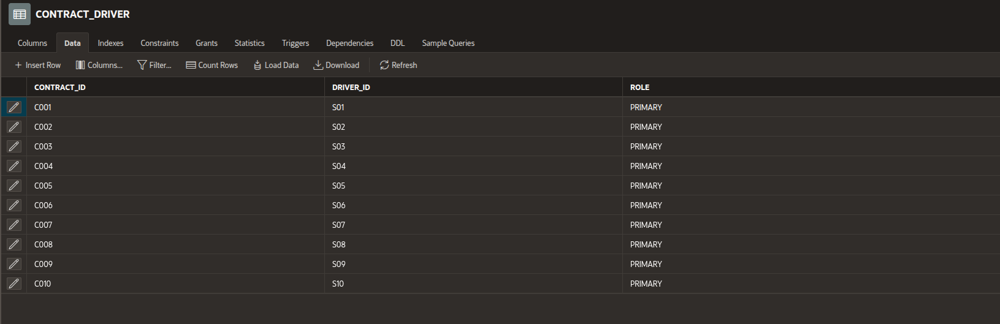 CONTRACT_DRIVER
Columns Data Indexes Constraints Grants Statistics Triggers Dependencies DDL Sample Queries
Insert Row Columns... Filter... Count Rows Load Data Download Refresh
CONTRACT_ID DRIVER_ID ROLE
C001 S01 PRIMARY
C002 S02 PRIMARY
C003 S03 PRIMARY
C004 S04 PRIMARY
C005 S05 PRIMARY
C006 S06 PRIMARY
C007 S07 PRIMARY
C008 S08 PRIMARY
C009 S09 PRIMARY
C010 S10 PRIMARY